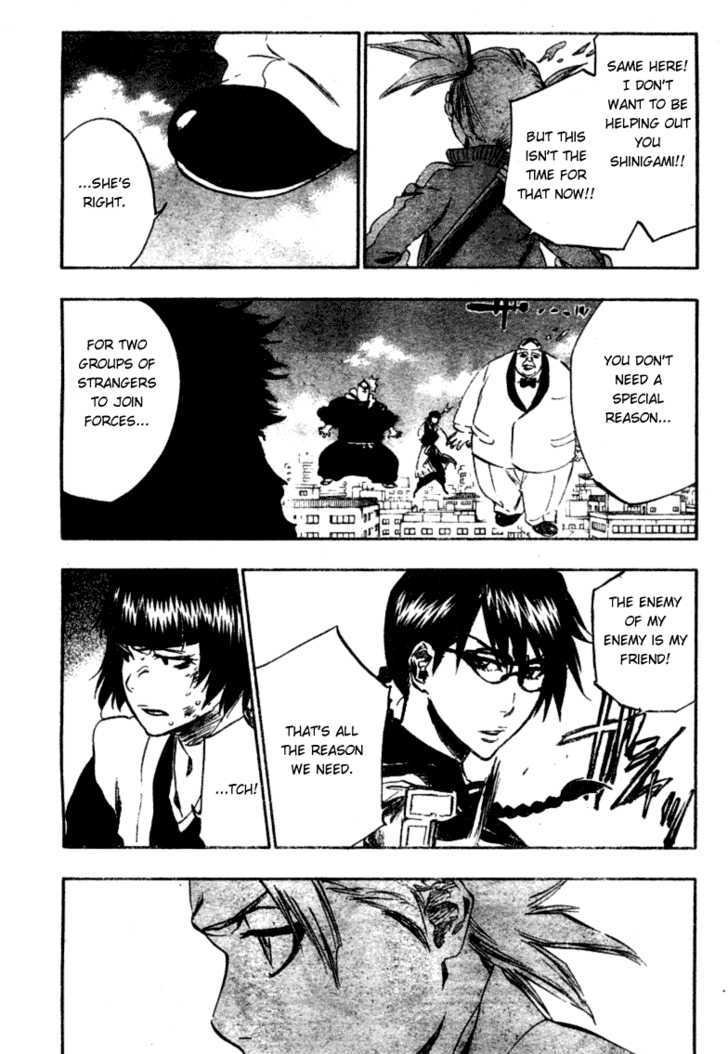 SAME HERE!
I DON'T
WANT TO BE
HELPING OUT
YOU
SHINIGAMI!!
BUT THIS
ISN'T THE
TIME FOR
THAT NOW!!
...SHE'S
RIGHT.
YOU DON'T
NEED A
SPECIAL
REASON...
FOR TWO
GROUPS OF
STRANGERS
TO JOIN
FORCES...
THE ENEMY
OF MY
ENEMY IS MY
FRIEND!
THAT'S ALL
THE REASON
WE NEED.
...TCH!